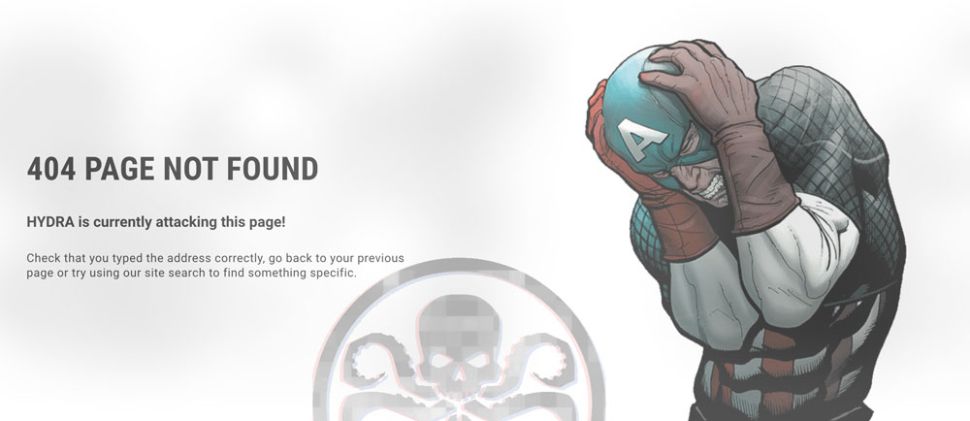 404 PAGE NOT FOUND
HYDRA is currently attacking this page!
Check that you typed the address correctly, go back to your previous
page or try using our site search to find something specific.
A